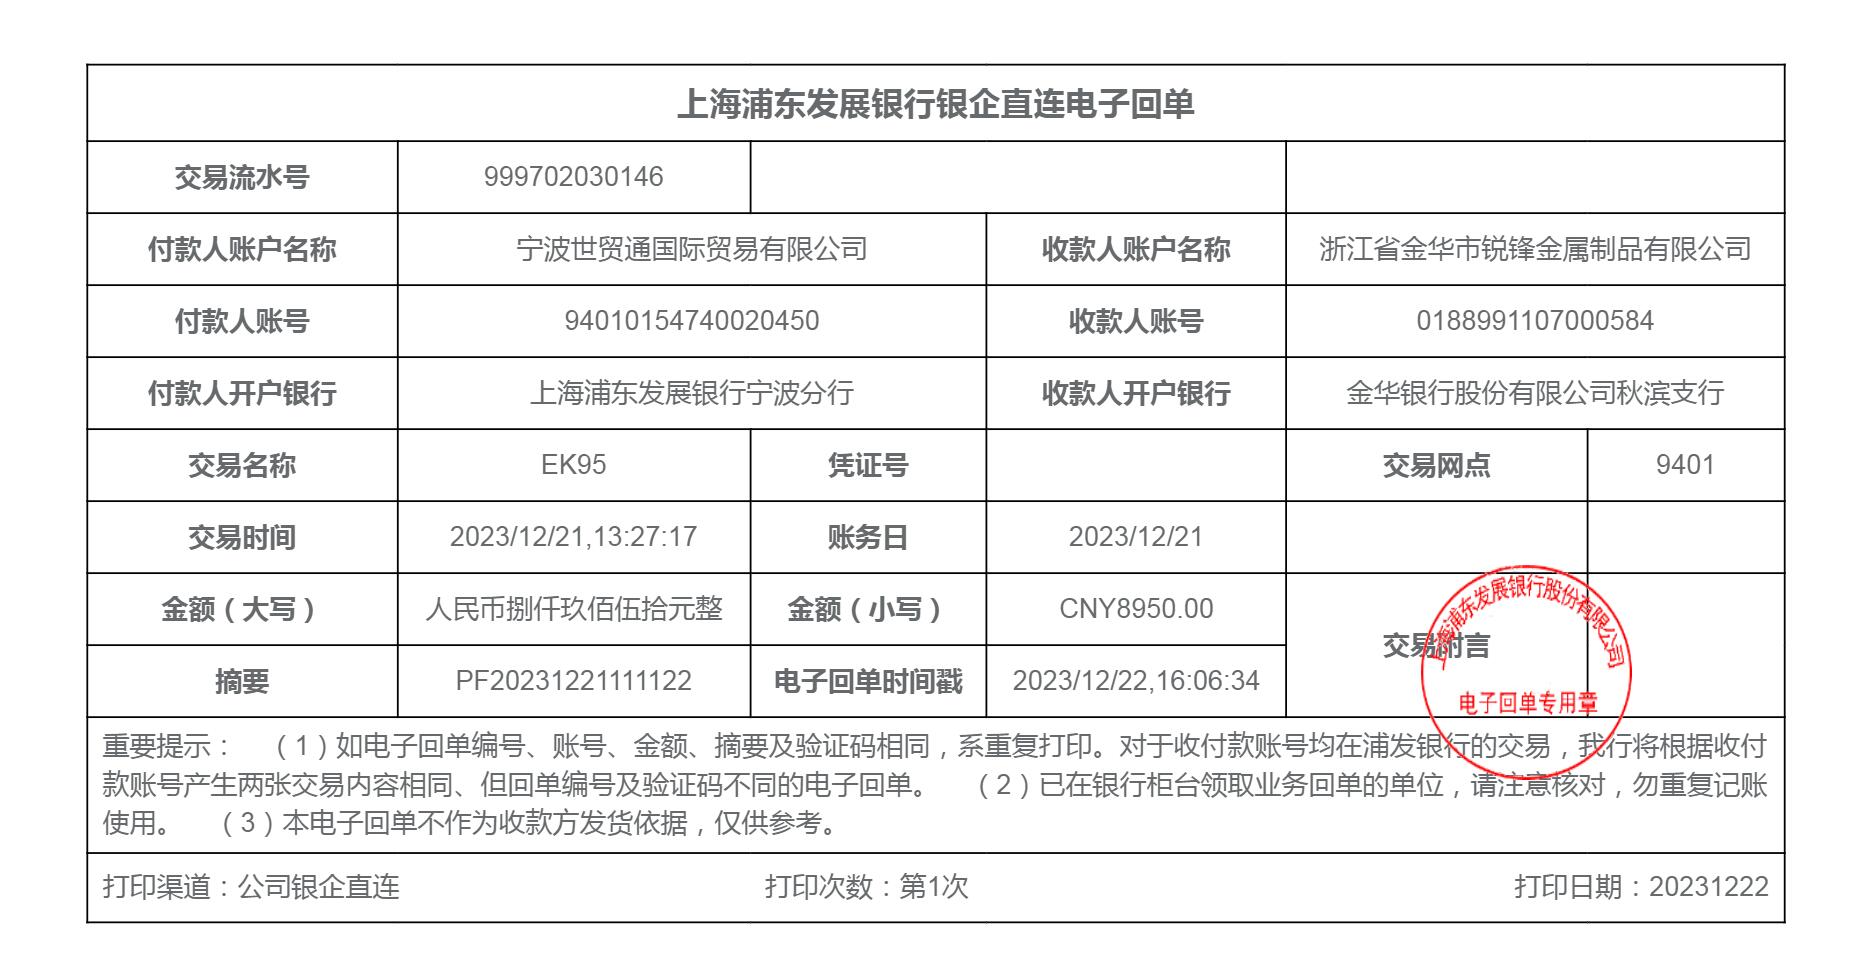 上海浦东发展银行银企直连电子回单
交易流水号 999702030146
付款人账户名称 宁波世贸通国际贸易有限公司 收款人账户名称 浙江省金华市锐锋金属制品有限公司
付款人账号 94010154740020450 收款人账号 0188991107000584
付款人开户银行 上海浦东发展银行宁波分行 收款人开户银行 金华银行股份有限公司秋滨支行
交易名称 EK95 凭证号 交易网点 9401
交易时间 2023/12/21,13:27:17 账务日 2023/12/21
金额（大写） 人民币捌仟玖佰伍拾元整 金额（小写） CNY8950.00
交易附言
摘要 PF20231221111122 电子回单时间戳 2023/12/22,16:06:34
上海浦东发展银行股份有限公司
电子回单专用章
重要提示： （1）如电子回单编号、账号、金额、摘要及验证码相同，系重复打印。对于收付款账号均在浦发银行的交易，我行将根据收付
款账号产生两张交易内容相同、但回单编号及验证码不同的电子回单。 （2）已在银行柜台领取业务回单的单位，请注意核对，勿重复记账
使用。 （3）本电子回单不作为收款方发货依据，仅供参考。
打印渠道：公司银企直连 打印次数：第1次 打印日期：20231222